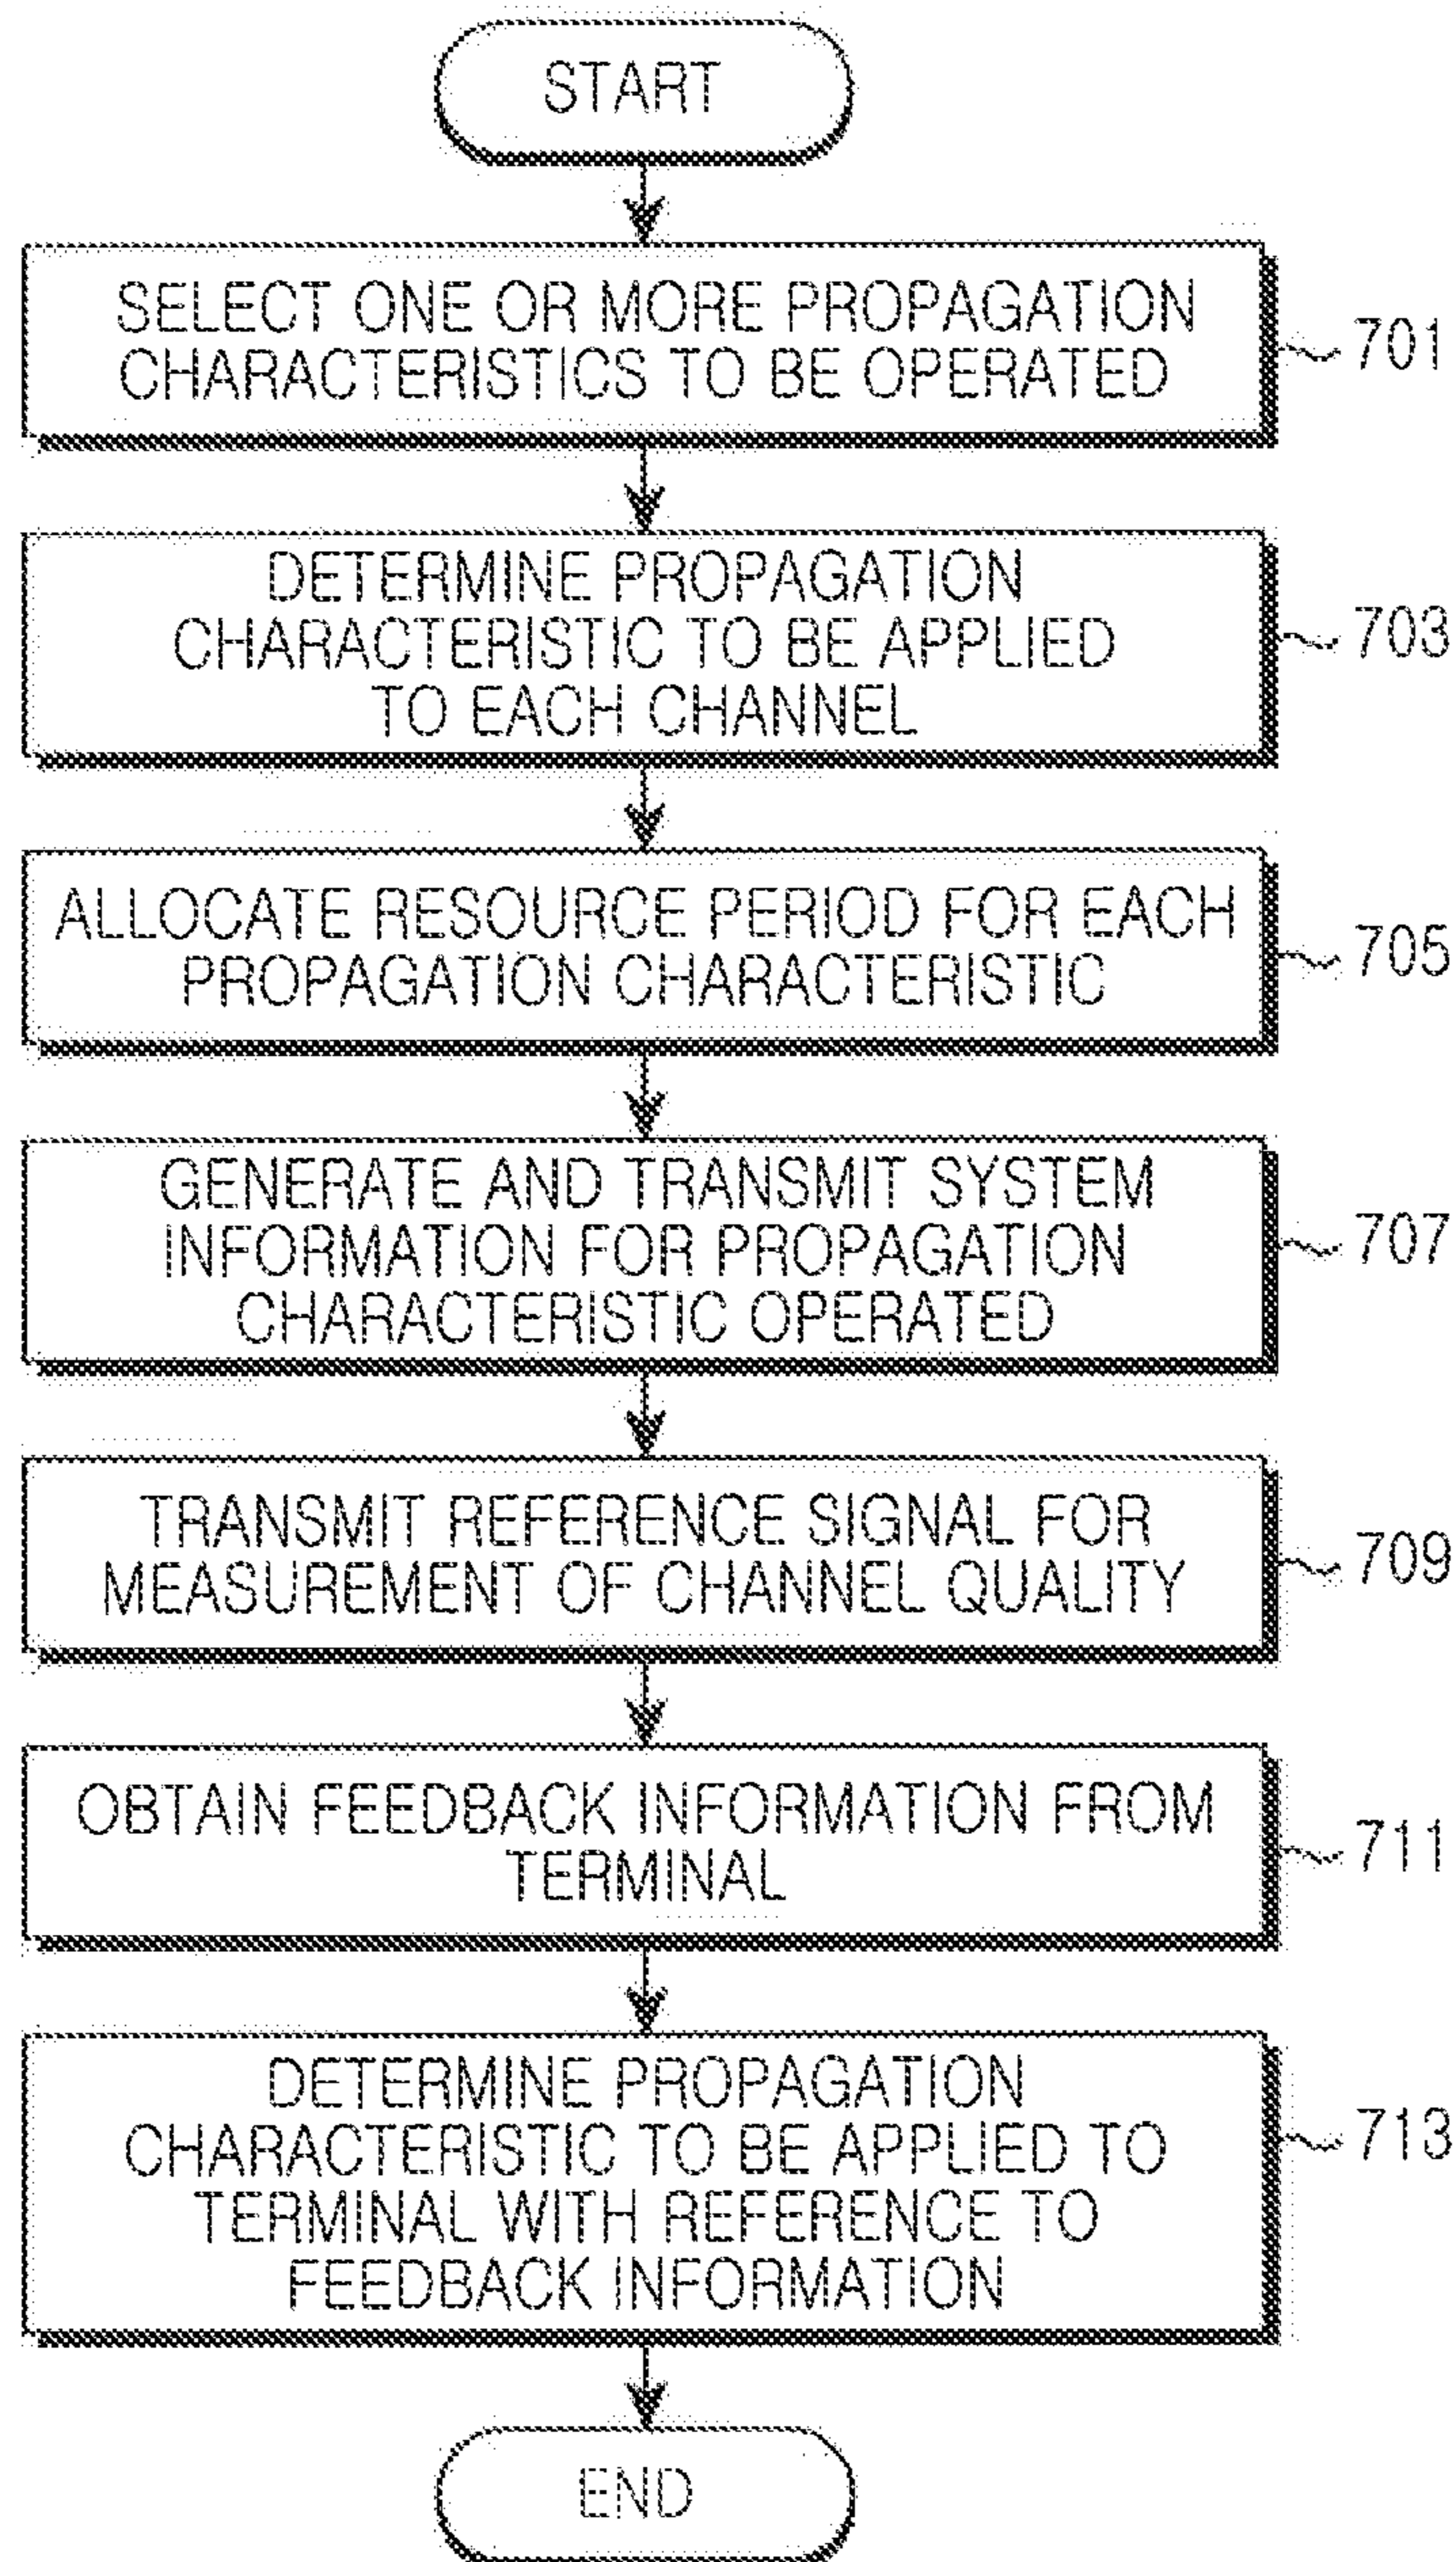 START
SELECT ONE OR MORE PROPAGATION
CHARACTERISTICS TO BE OPERATED
701
DETERMINE PROPAGATION
CHARACTERISTIC TO BE APPLIED
TO EACH CHANNEL
703
ALLOCATE RESOURCE PERIOD FOR EACH
PROPAGATION CHARACTERISTIC
705
GENERATE AND TRANSMIT SYSTEM
INFORMATION FOR PROPAGATION
CHARACTERISTIC OPERATED
707
TRANSMIT REFERENCE SIGNAL FOR
MEASUREMENT OF CHANNEL QUALITY
709
OBTAIN FEEDBACK INFORMATION FROM
TERMINAL
711
DETERMINE PROPAGATION
CHARACTERISTIC TO BE APPLIED TO
TERMINAL WITH REFERENCE TO
FEEDBACK INFORMATION
713
END